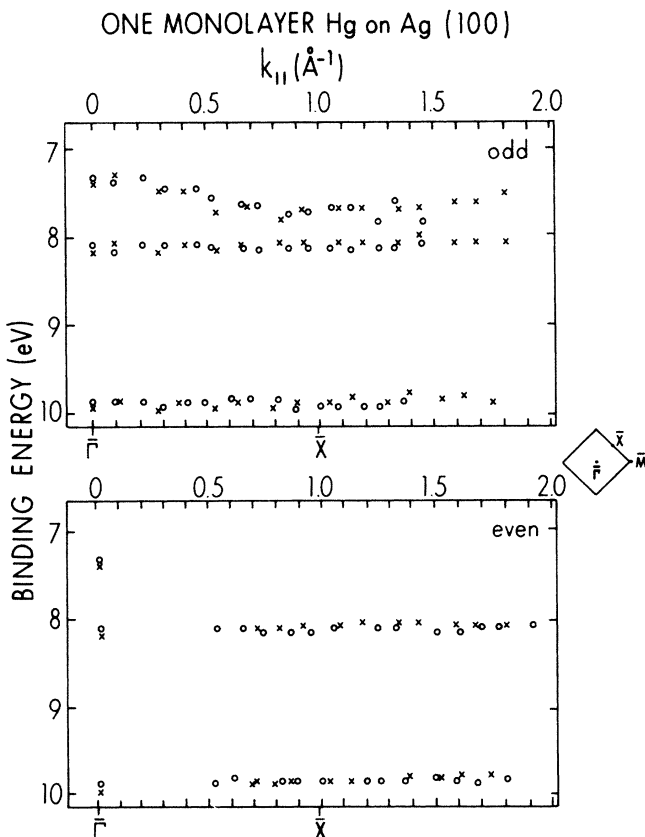 ONE MONOLAYER Hg on Ag (100)
k|| (Å-1)
0 0.5 1.0 1.5 2.0
odd
7
8
9
10
Γ̄ X̄
BINDING ENERGY (eV)
X̄
M̄
Γ̄
0 0.5 1.0 1.5 2.0
even
7
8
9
10
Γ̄ X̄